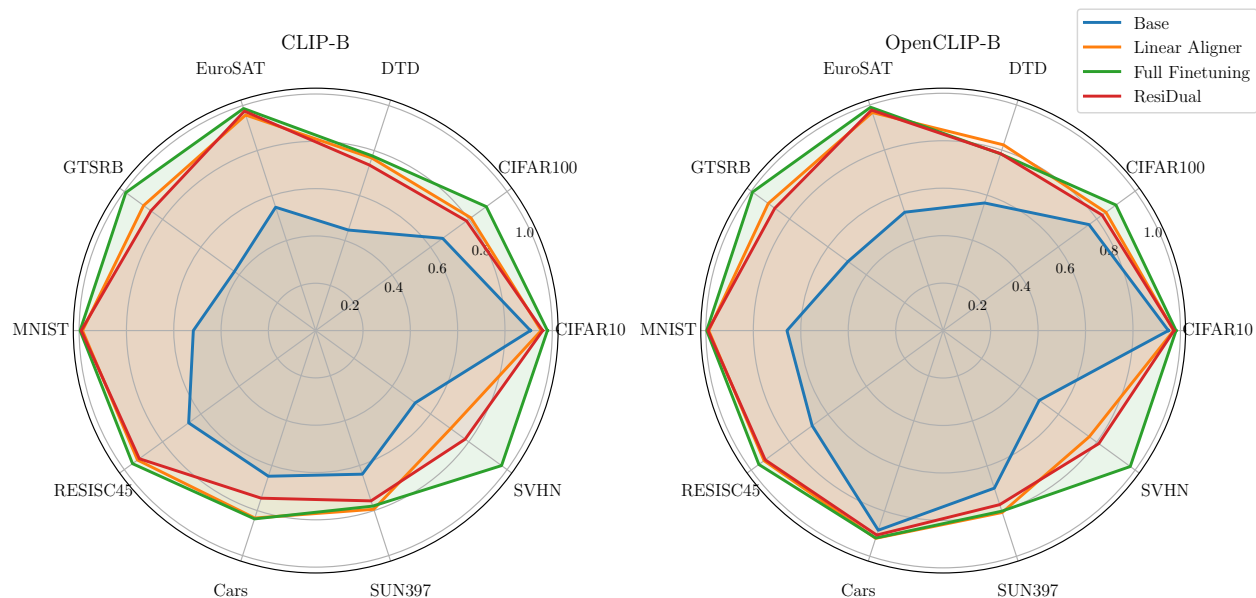 CLIP-B
EuroSAT
DTD
GTSRB
CIFAR100
1.0
0.8
0.6
0.4
0.2
MNIST
CIFAR10
RESISC45
SVHN
Cars
SUN397
OpenCLIP-B
EuroSAT
DTD
GTSRB
CIFAR100
1.0
0.8
0.6
0.4
0.2
MNIST
CIFAR10
RESISC45
SVHN
Cars
SUN397
Base
Linear Aligner
Full Finetuning
ResiDual